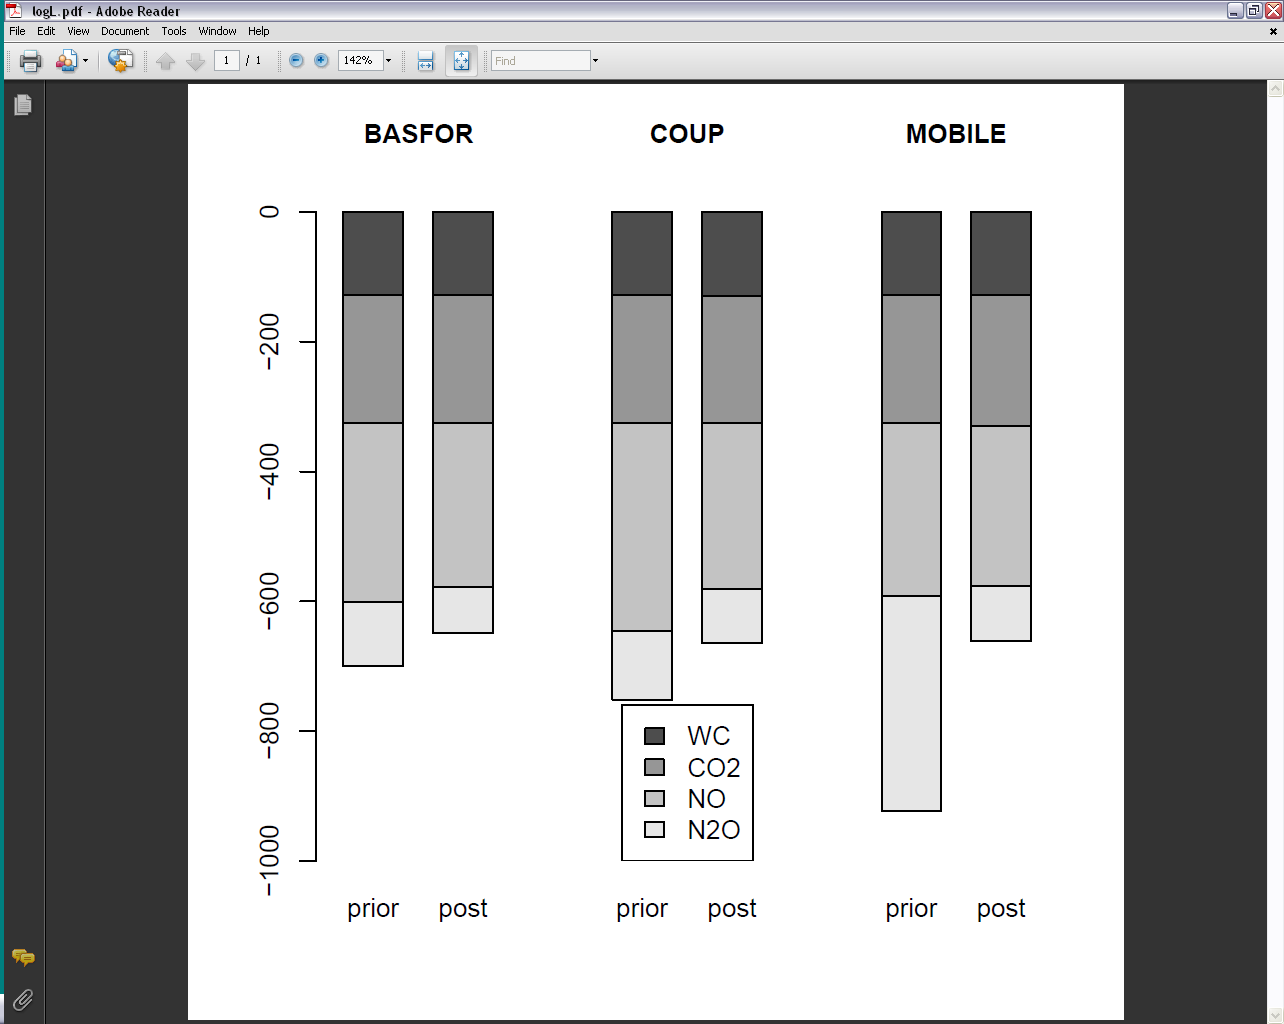 logL.pdf - Adobe Reader
File Edit View Document Tools Window Help
1 / 1 142% Find
BASFOR COUP MOBILE
0
−200
−400
−600
−800
−1000
WC
CO2
NO
N2O
prior post prior post prior post